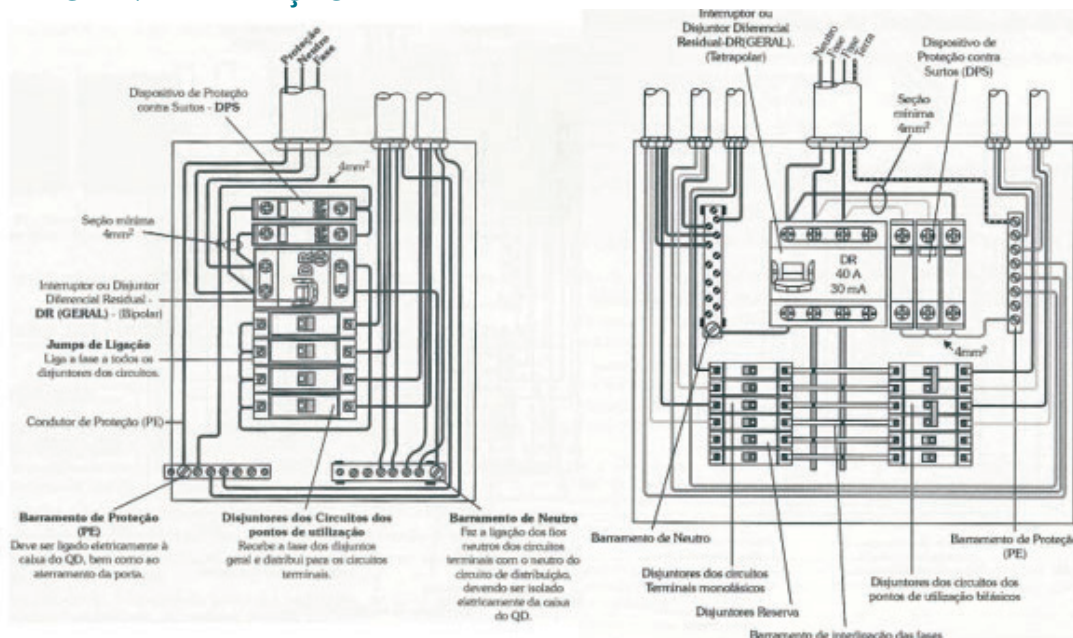 Proteção
Neutro
Fase
Dispositivo de Proteção
contra Surtos - DPS
4mm²
Seção mínima
4mm²
DR
Interruptor ou Disjuntor
Diferencial Residual -
DR (GERAL) - (Bipolar)
Jumps de Ligação
Liga a fase a todos os
disjuntores dos circuitos.
Condutor de Proteção (PE)
Barramento de Proteção
(PE)
Deve ser ligado eletricamente à
caixa do QD, bem como ao
aterramento da porta.
Disjuntores dos Circuitos dos
pontos de utilização
Recebe a fase dos disjuntor
geral e distribui para os circuitos
terminais.
Barramento de Neutro
Faz a ligação dos fios
neutros dos circuitos
terminais com o neutro do
circuito de distribuição,
devendo ser isolado
eletricamente da caixa
do QD.
Interruptor ou
Disjuntor Diferencial
Residual-DR(GERAL).
(Tetrapolar)
Neutro
Fase
Fase
Terra
Dispositivo de
Proteção contra
Surtos (DPS)
Seção
mínima
4mm²
DR
40 A
30 mA
4mm²
Barramento de Neutro
Disjuntores dos circuitos
Terminais monofásicos
Disjuntores Reserva
Barramento de interligação das fases
Disjuntores dos circuitos dos
pontos de utilização bifásicos
Barramento de Proteção
(PE)